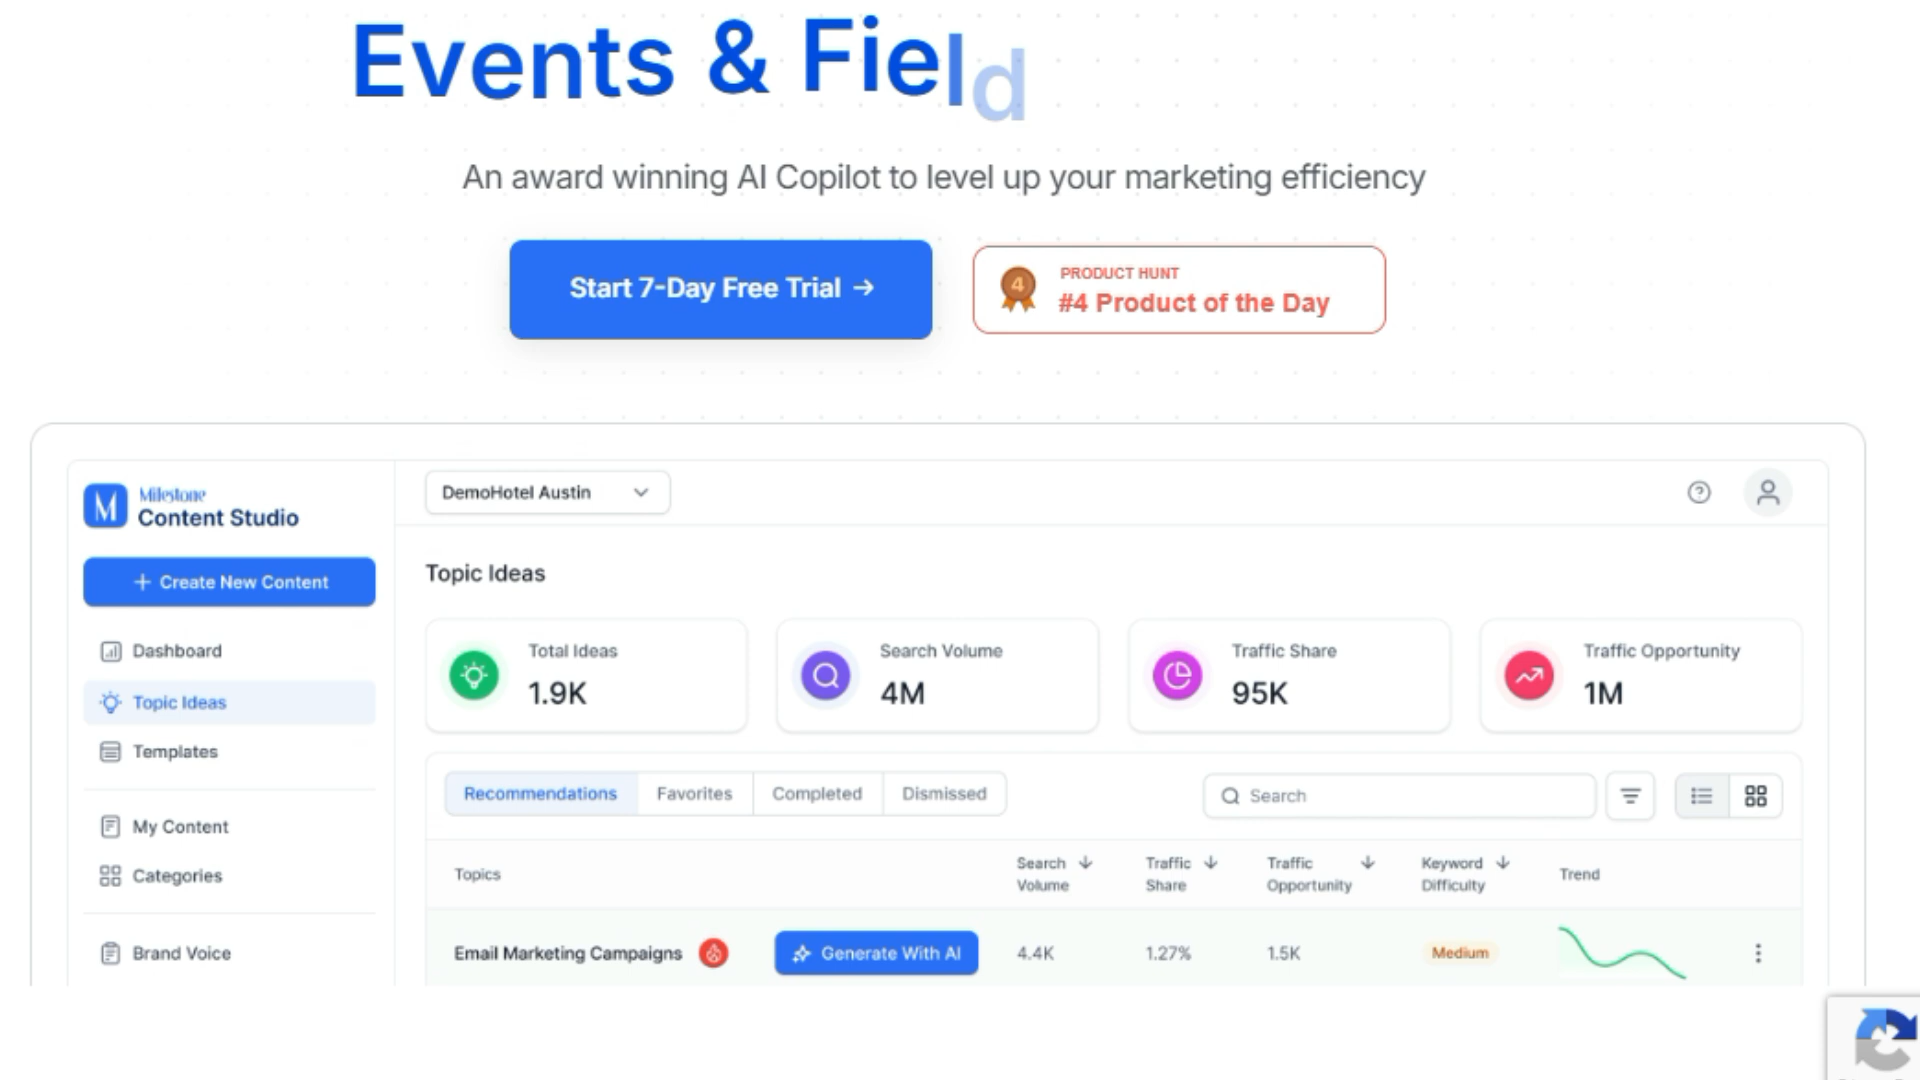 Events & Field
An award winning AI Copilot to level up your marketing efficiency
Start 7-Day Free Trial →
4
PRODUCT HUNT
#4 Product of the Day
M
Milestone
Content Studio
DemoHotel Austin
+ Create New Content
Dashboard
Topic Ideas
Templates
My Content
Categories
Brand Voice
Topic Ideas
Total Ideas
1.9K
Search Volume
4M
Traffic Share
95K
Traffic Opportunity
1M
Recommendations Favorites Completed Dismissed
Search
Topics
Search Volume
Traffic Share
Traffic Opportunity
Keyword Difficulty
Trend
Email Marketing Campaigns
Generate With AI
4.4K
1.27%
1.5K
Medium